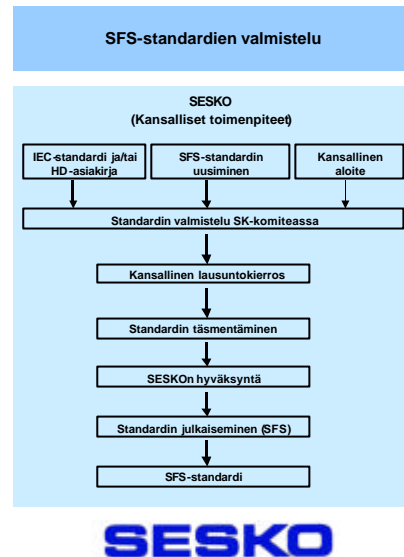 SFS-standardien valmistelu
SESKO
(Kansalliset toimenpiteet)
IEC-standardi ja/tai
HD-asiakirja
SFS-standardin
uusiminen
Kansallinen
aloite
Standardin valmistelu SK-komiteassa
Kansallinen lausuntokierros
Standardin täsmentäminen
SESKOn hyväksyntä
Standardin julkaiseminen (SFS)
SFS-standardi
SESKO